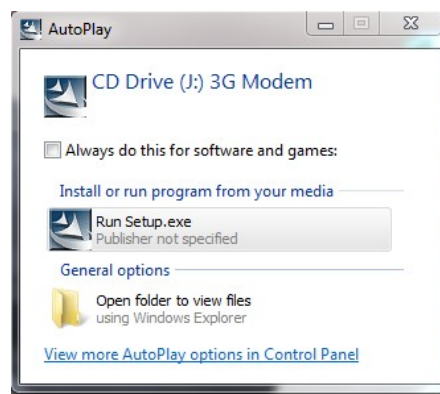 AutoPlay
CD Drive (J:) 3G Modem
Always do this for software and games:
Install or run program from your media
Run Setup.exe
Publisher not specified
General options
Open folder to view files
using Windows Explorer
View more AutoPlay options in Control Panel